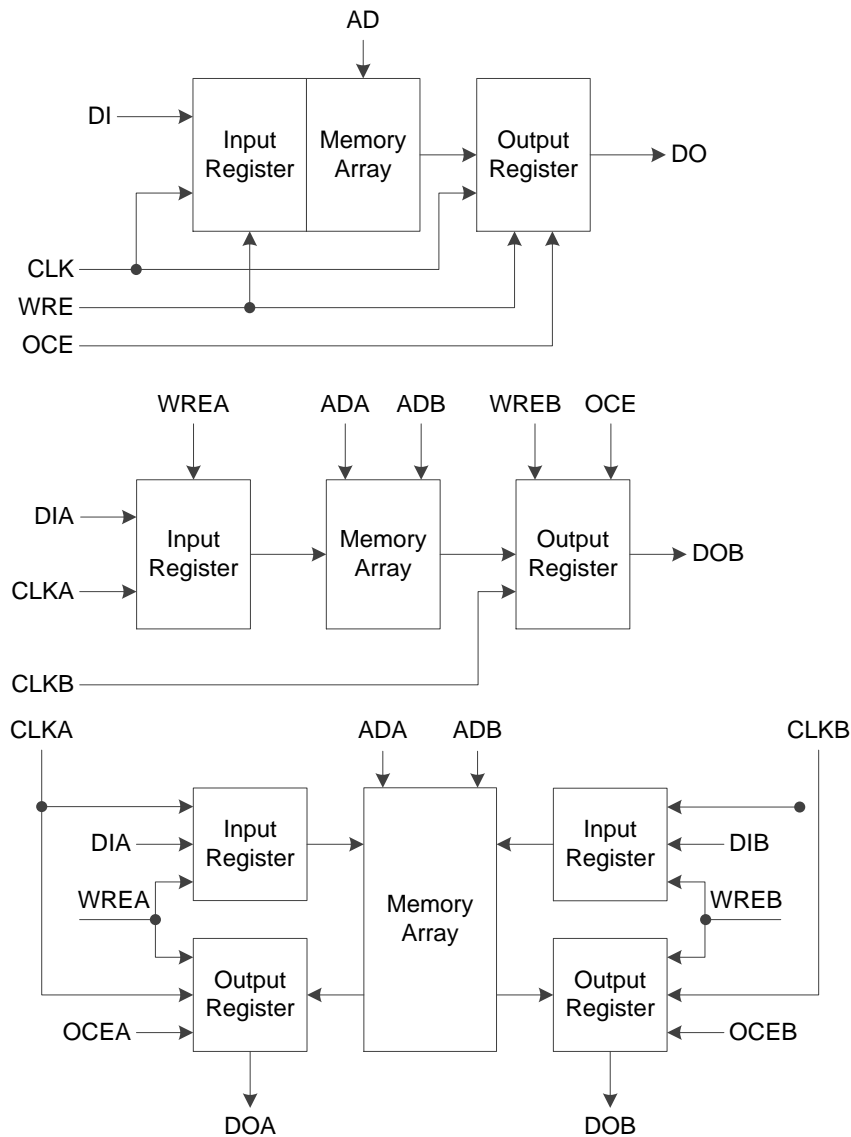 AD
DI
Input
Register
Memory
Array
Output
Register
DO
CLK
WRE
OCE
WREA
ADA
ADB
WREB
OCE
DIA
Input
Register
Memory
Array
Output
Register
DOB
CLKA
CLKB
CLKA
ADA
ADB
CLKB
DIA
Input
Register
Input
Register
DIB
WREA
Memory
Array
WREB
Output
Register
Output
Register
OCEA
OCEB
DOA
DOB